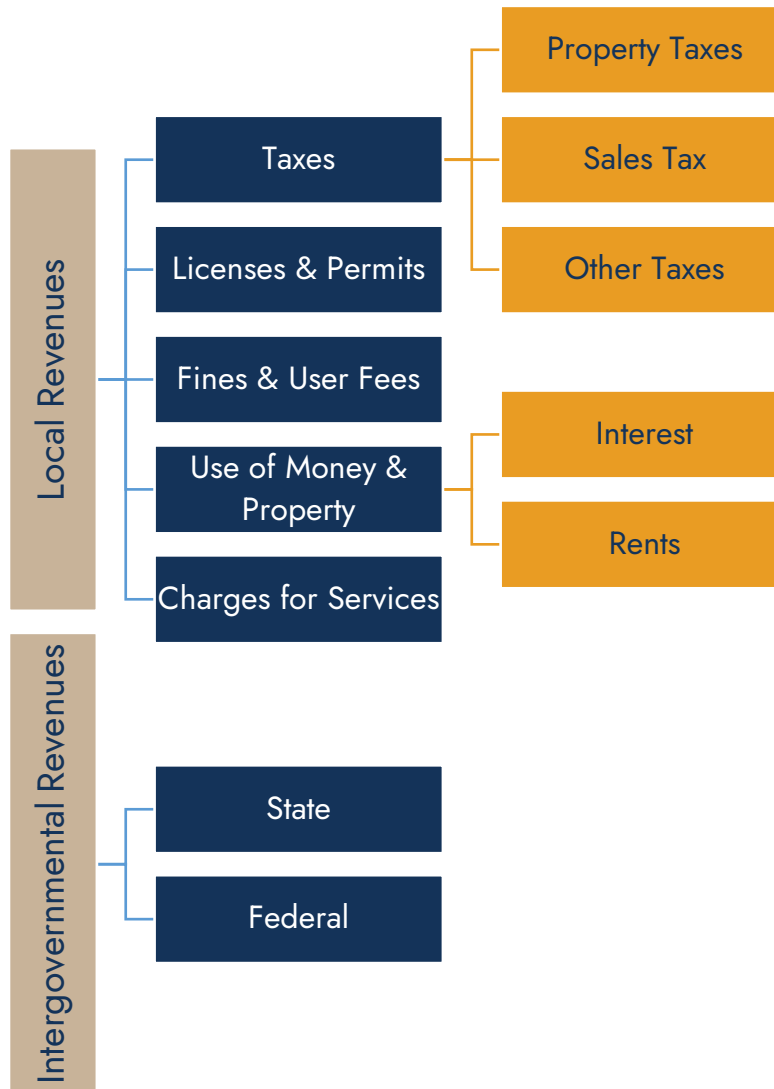 Local Revenues
Taxes
Property Taxes
Sales Tax
Other Taxes
Licenses & Permits
Fines & User Fees
Use of Money &
Property
Interest
Rents
Charges for Services
Intergovernmental Revenues
State
Federal